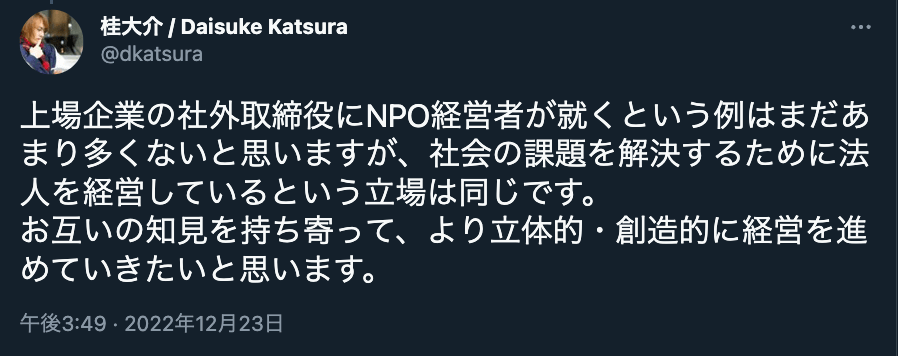 桂大介 / Daisuke Katsura
@dkatsura
上場企業の社外取締役にNPO経営者が就くという例はまだあ
まり多くないと思いますが、社会の課題を解決するために法
人を経営しているという立場は同じです。
お互いの知見を持ち寄って、より立体的・創造的に経営を進
めていきたいと思います。
午後3:49 · 2022年12月23日